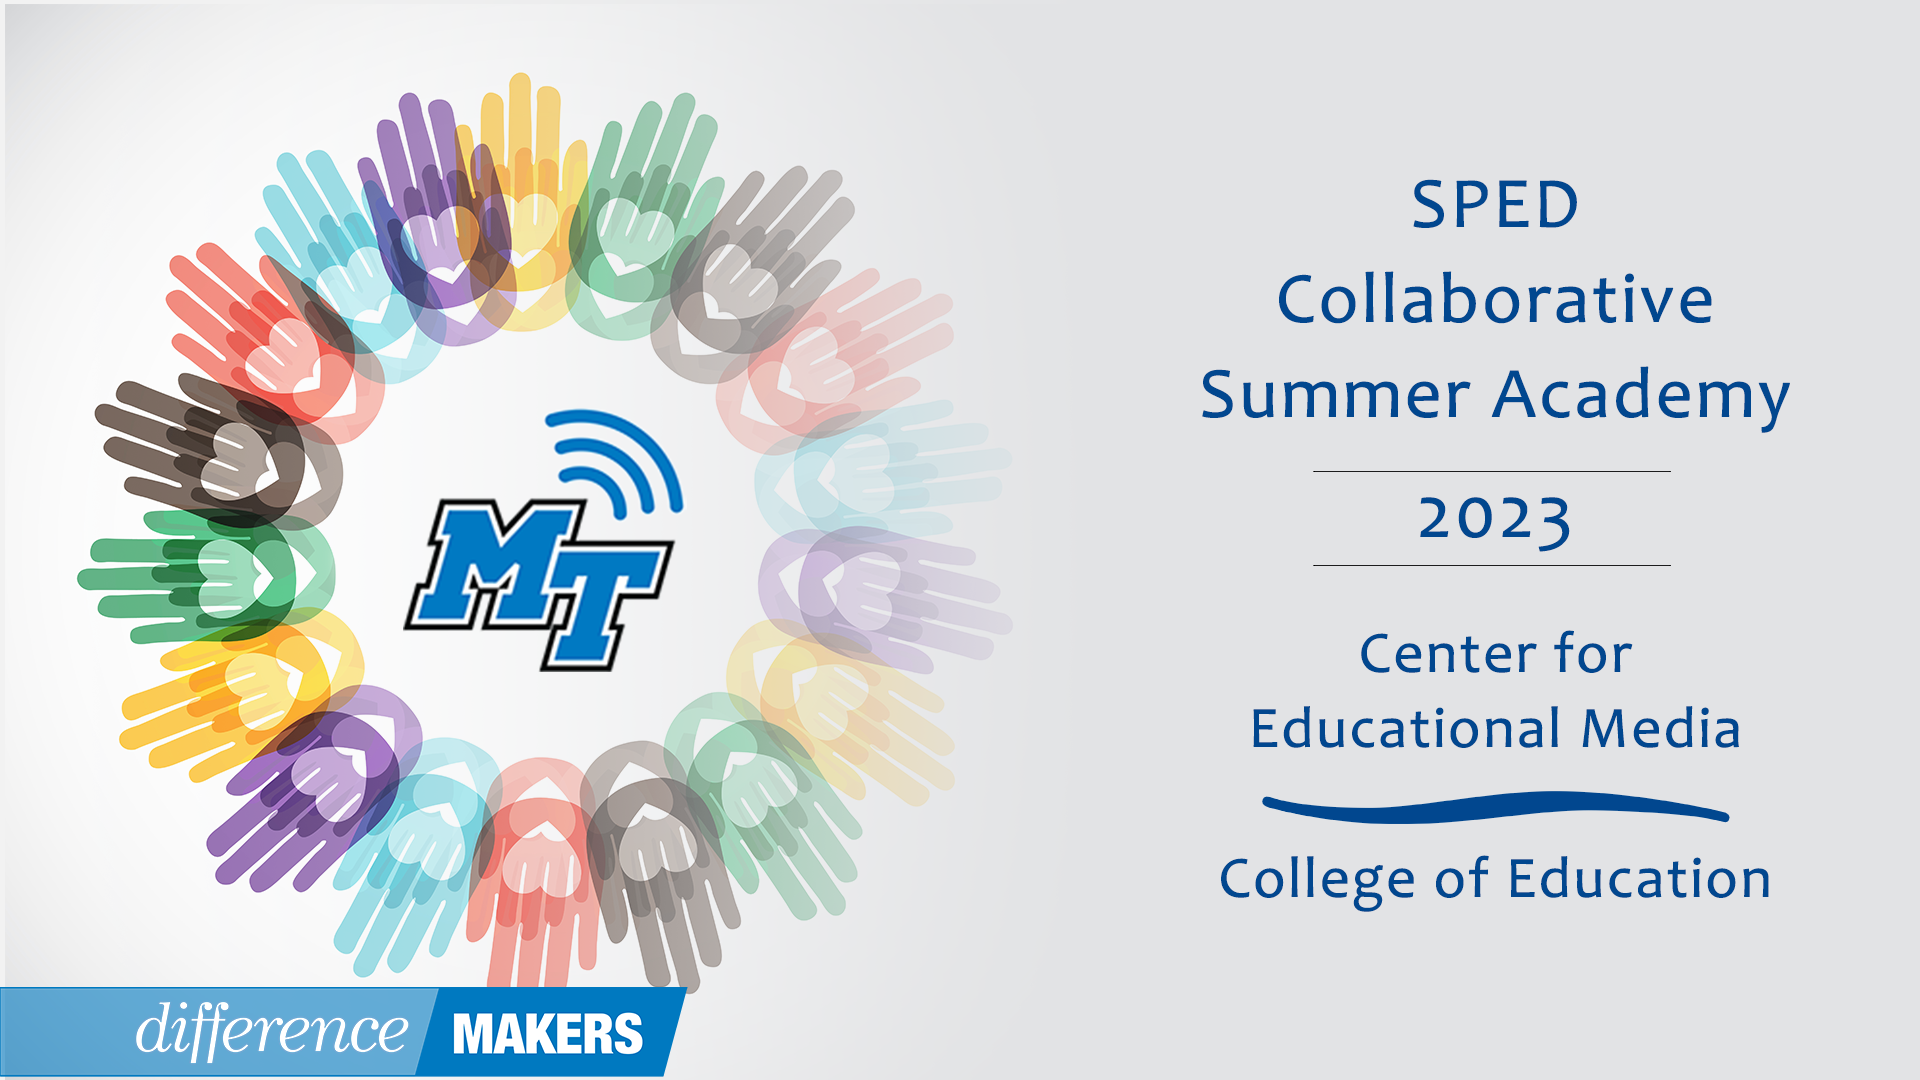 MT
SPED
Collaborative
Summer Academy
2023
Center for
Educational Media
College of Education
difference MAKERS